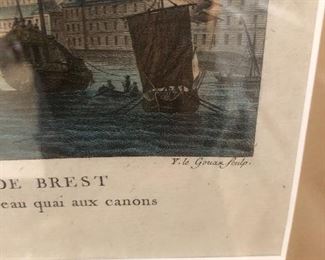 Y. le Gouaz Sculp.
DE BREST
eau quai aux canons